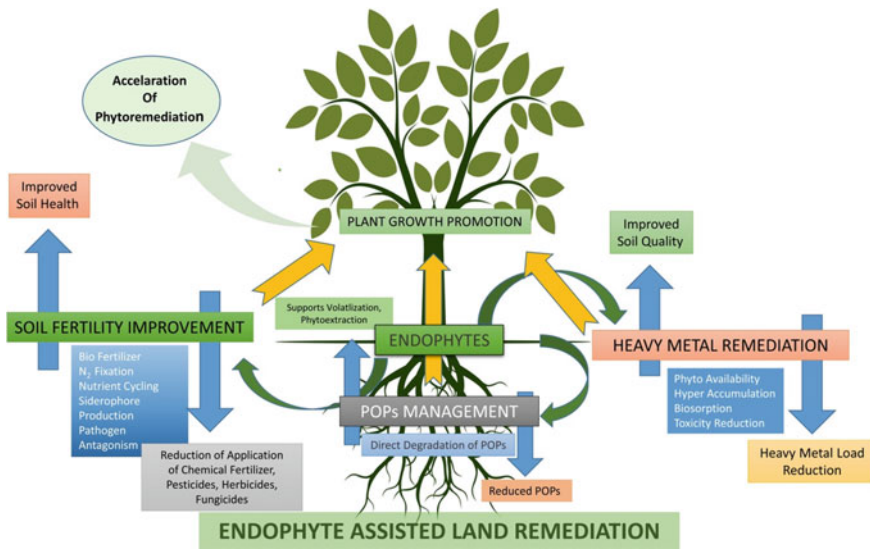 Accelaration
Of
Phytoremediation
Improved
Soil Health
PLANT GROWTH PROMOTION
Improved
Soil Quality
Supports Volatlization,
Phytoextraction
SOIL FERTILITY IMPROVEMENT
ENDOPHYTES
HEAVY METAL REMEDIATION
Bio Fertilizer
N₂ Fixation
Nutrient Cycling
Siderophore
Production
Pathogen
Antagonism
Phyto Availability
Hyper Accumulation
Biosorption
Toxicity Reduction
POPs MANAGEMENT
Direct Degradation of POPs
Reduction of Application
of Chemical Fertilizer,
Pesticides, Herbicides,
Fungicides
Reduced POPs
Heavy Metal Load
Reduction
ENDOPHYTE ASSISTED LAND REMEDIATION